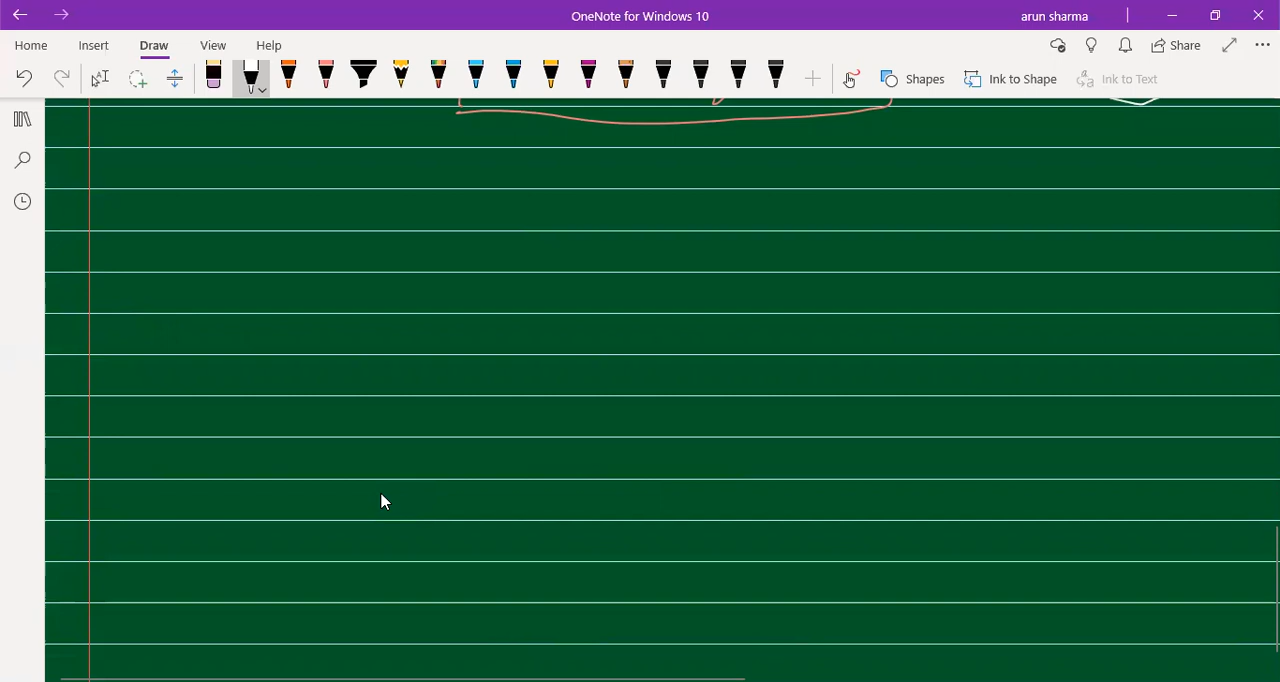 OneNote for Windows 10
arun sharma
Home Insert Draw View Help
Share
Shapes Ink to Shape Ink to Text